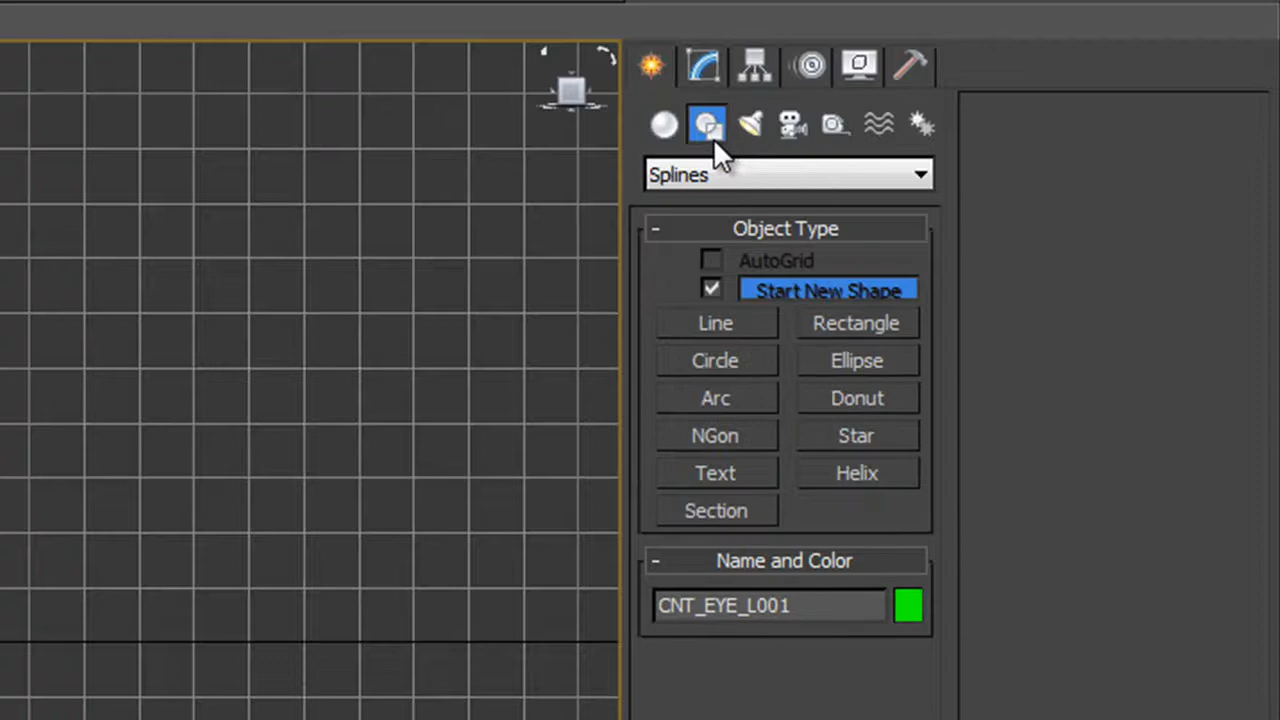 Splines
- Object Type
AutoGrid
Start New Shape
Line Rectangle
Circle Ellipse
Arc Donut
NGon Star
Text Helix
Section
- Name and Color
CNT_EYE_L001